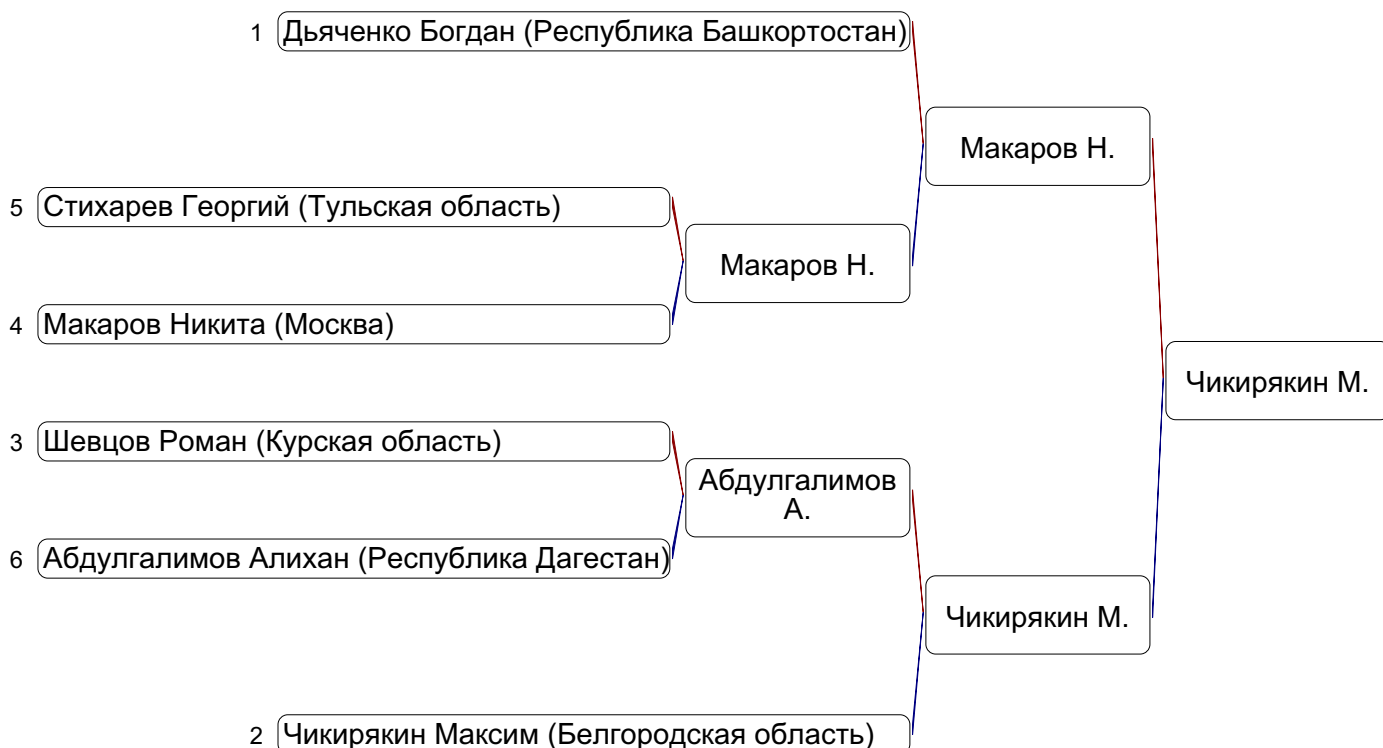 1 Дьяченко Богдан (Республика Башкортостан)
Макаров Н.
5 Стихарев Георгий (Тульская область)
Макаров Н.
4 Макаров Никита (Москва)
Чикирякин М.
3 Шевцов Роман (Курская область)
Абдулгалимов
А.
6 Абдулгалимов Алихан (Республика Дагестан)
Чикирякин М.
2 Чикирякин Максим (Белгородская область)